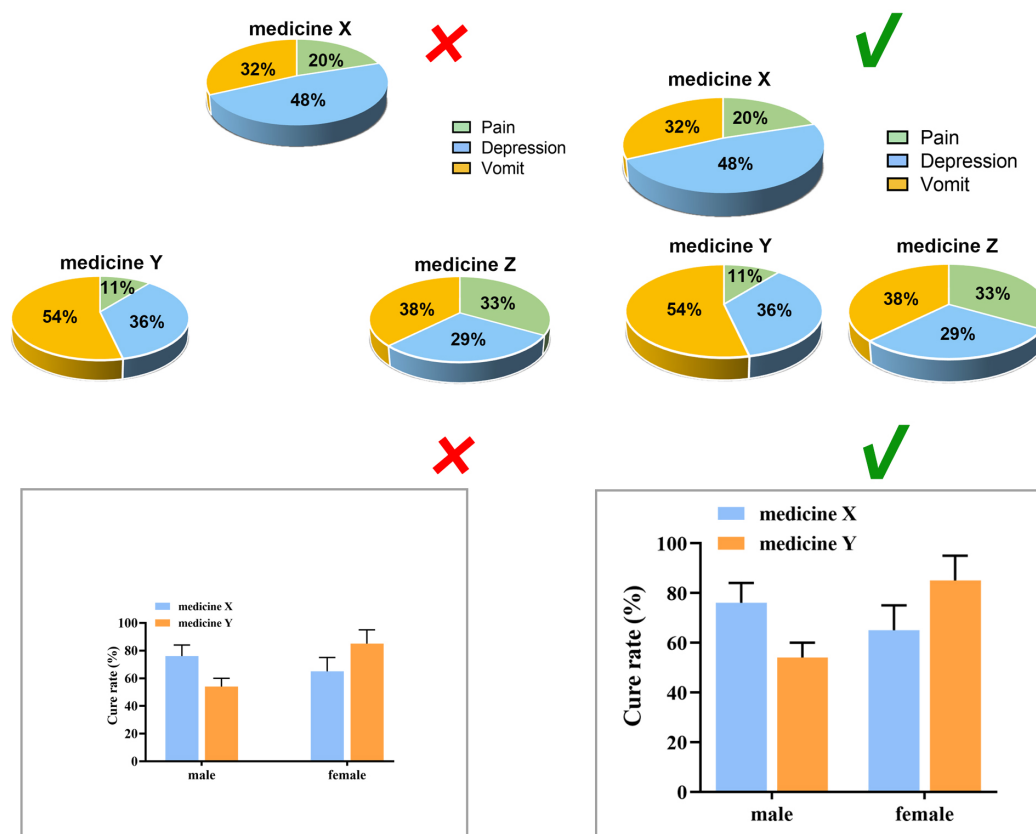 medicine X
32%
20%
48%
Pain
Depression
Vomit
medicine Y
11%
54%
36%
medicine Z
38%
33%
29%
medicine X
32%
20%
48%
Pain
Depression
Vomit
medicine Y
11%
54%
36%
medicine Z
38%
33%
29%
medicine X
medicine Y
Cure rate (%)
100
80
60
40
20
0
male
female
medicine X
medicine Y
Cure rate (%)
100
80
60
40
20
0
male
female